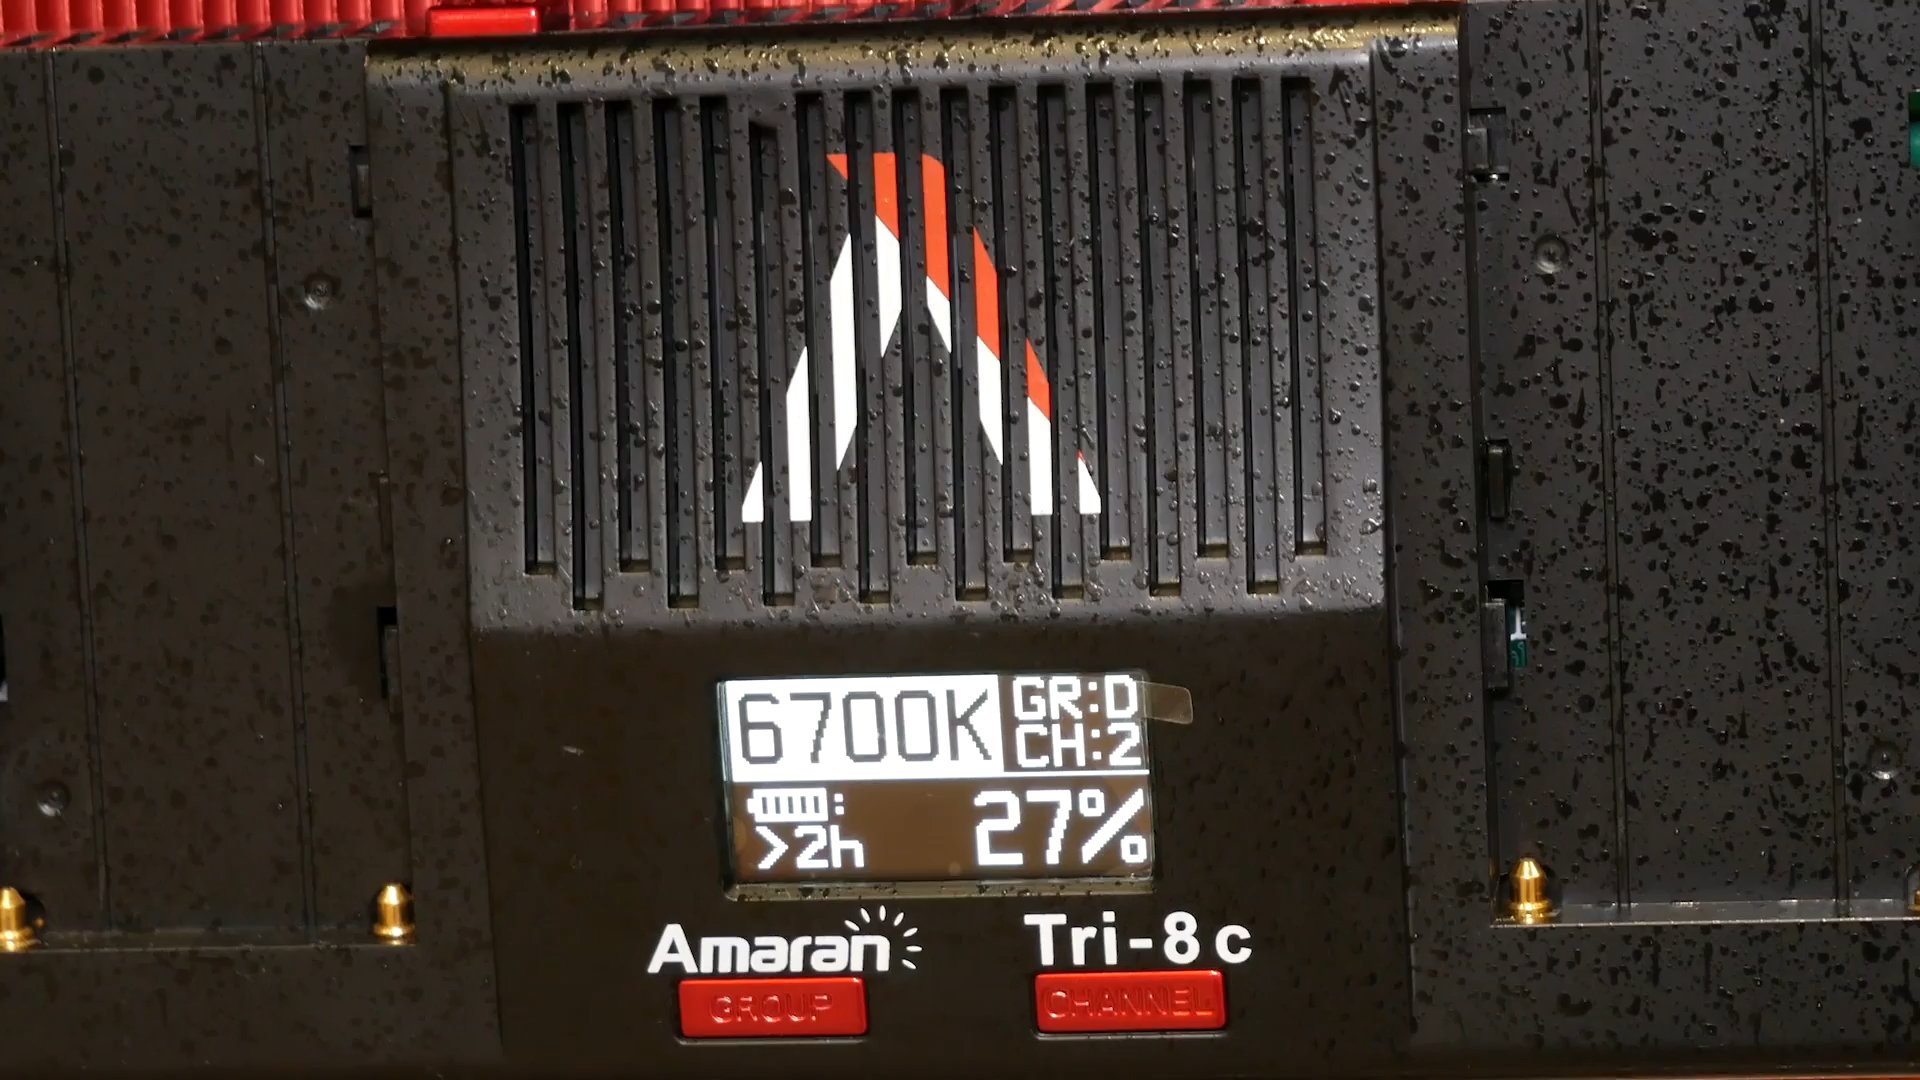 6700K
GR:D
CH:2
:
>2h
27%
Amaran
Tri-8c
GROUP
CHANNEL